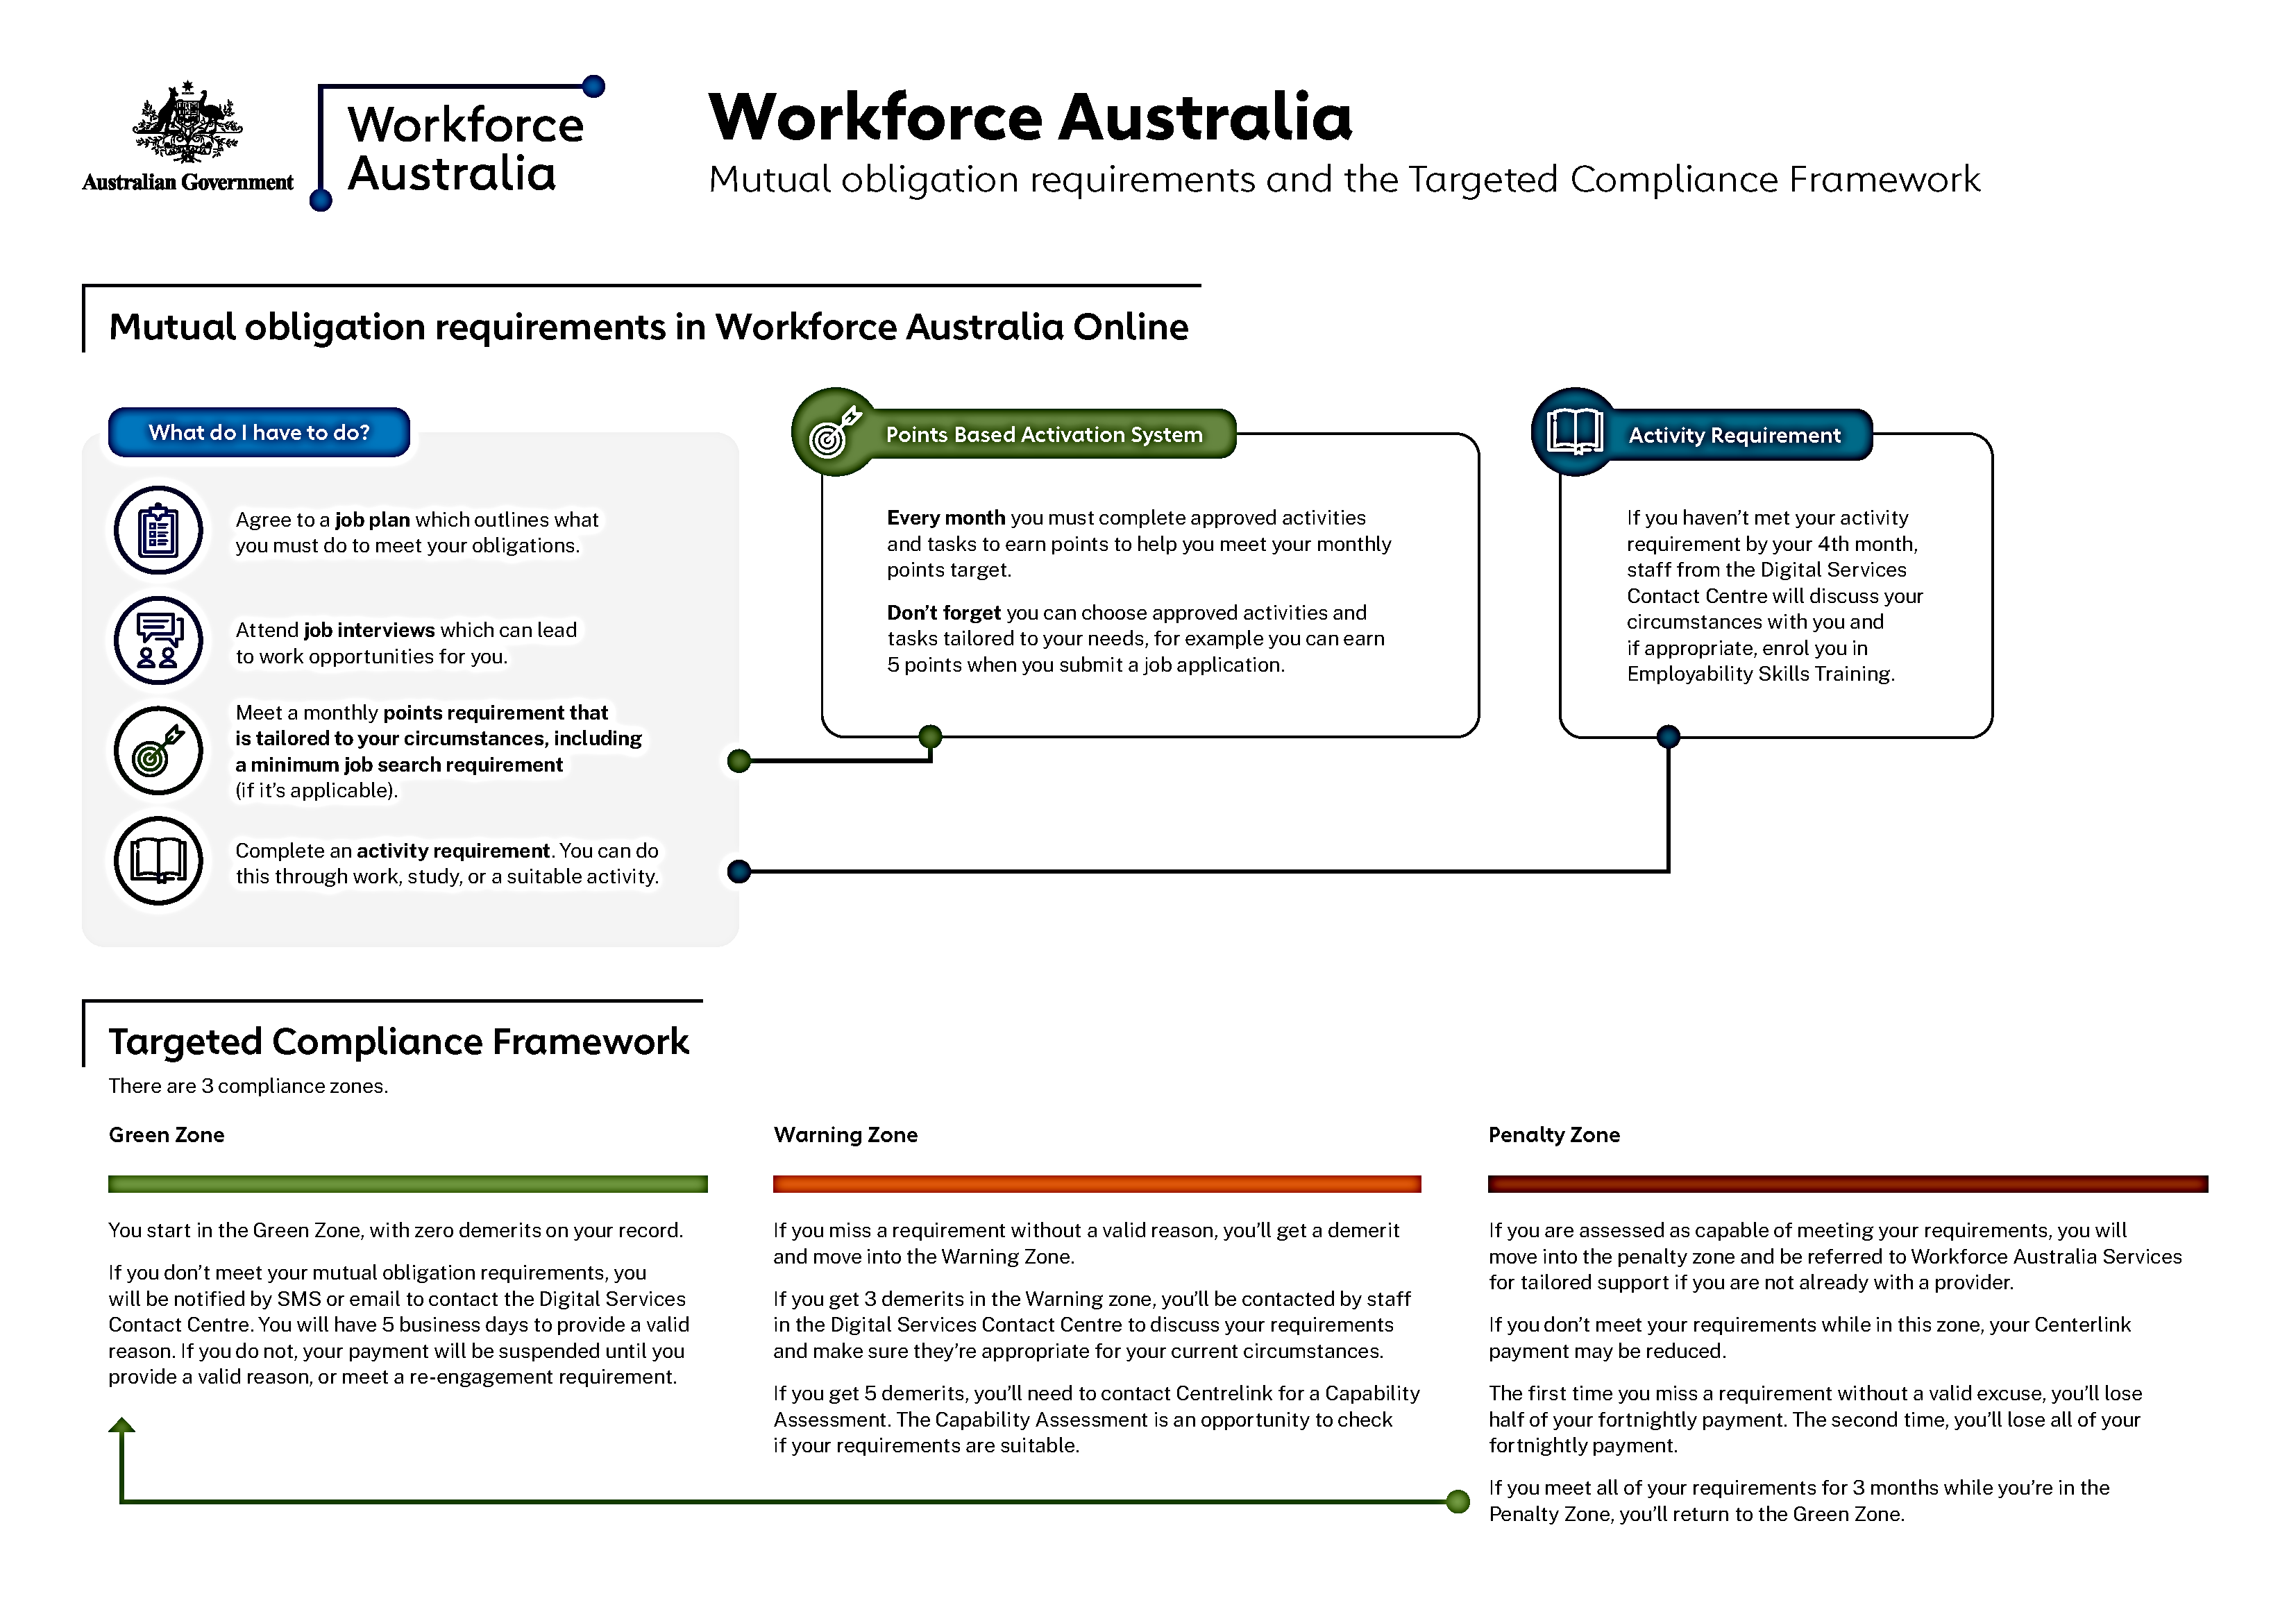 Australian Government
Workforce
Australia
Workforce Australia
Mutual obligation requirements and the Targeted Compliance Framework
Mutual obligation requirements in Workforce Australia Online
What do I have to do?
Agree to a job plan which outlines what
you must do to meet your obligations.
Attend job interviews which can lead
to work opportunities for you.
Meet a monthly points requirement that
is tailored to your circumstances, including
a minimum job search requirement
(if it's applicable).
Complete an activity requirement. You can do
this through work, study, or a suitable activity.
Points Based Activation System
Every month you must complete approved activities
and tasks to earn points to help you meet your monthly
points target.
Don't forget you can choose approved activities and
tasks tailored to your needs, for example you can earn
5 points when you submit a job application.
Activity Requirement
If you haven't met your activity
requirement by your 4th month,
staff from the Digital Services
Contact Centre will discuss your
circumstances with you and
if appropriate, enrol you in
Employability Skills Training.
Targeted Compliance Framework
There are 3 compliance zones.
Green Zone
You start in the Green Zone, with zero demerits on your record.
If you don't meet your mutual obligation requirements, you
will be notified by SMS or email to contact the Digital Services
Contact Centre. You will have 5 business days to provide a valid
reason. If you do not, your payment will be suspended until you
provide a valid reason, or meet a re-engagement requirement.
Warning Zone
If you miss a requirement without a valid reason, you'll get a demerit
and move into the Warning Zone.
If you get 3 demerits in the Warning zone, you'll be contacted by staff
in the Digital Services Contact Centre to discuss your requirements
and make sure they're appropriate for your current circumstances.
If you get 5 demerits, you'll need to contact Centrelink for a Capability
Assessment. The Capability Assessment is an opportunity to check
if your requirements are suitable.
Penalty Zone
If you are assessed as capable of meeting your requirements, you will
move into the penalty zone and be referred to Workforce Australia Services
for tailored support if you are not already with a provider.
If you don't meet your requirements while in this zone, your Centerlink
payment may be reduced.
The first time you miss a requirement without a valid excuse, you'll lose
half of your fortnightly payment. The second time, you'll lose all of your
fortnightly payment.
If you meet all of your requirements for 3 months while you're in the
Penalty Zone, you'll return to the Green Zone.